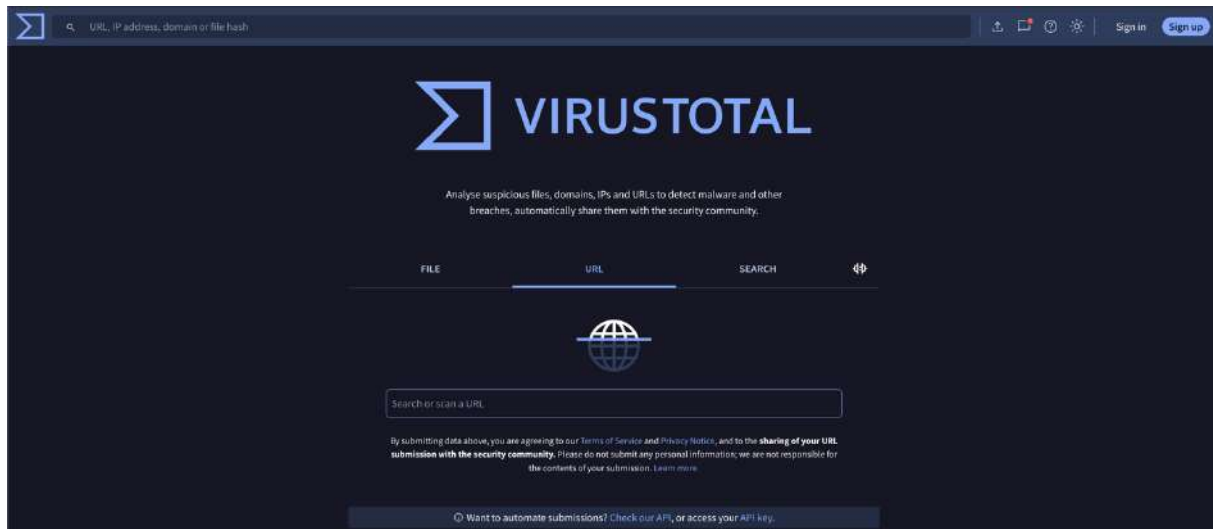 URL, IP address, domain or file hash
Sign in
Sign up
VIRUSTOTAL
Analyse suspicious files, domains, IPs and URLs to detect malware and other
breaches, automatically share them with the security community.
FILE
URL
SEARCH
Search or scan a URL
By submitting data above, you are agreeing to our Terms of Service and Privacy Notice, and to the sharing of your URL
submission with the security community. Please do not submit any personal information; we are not responsible for
the contents of your submission. Learn more
Want to automate submissions? Check our API, or access your API key.